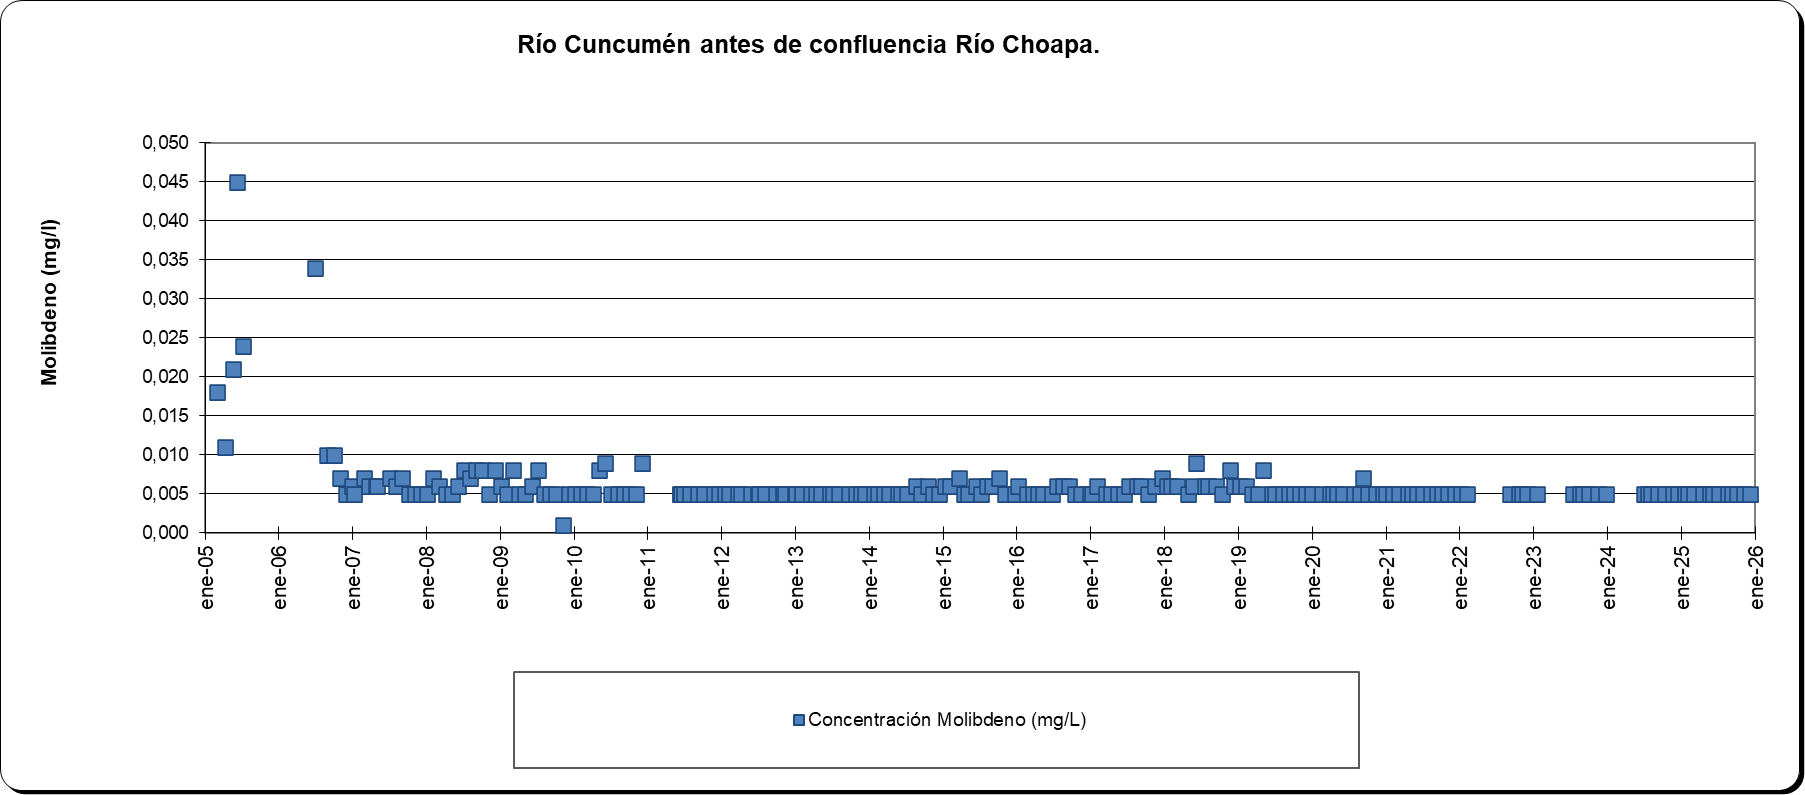 Río Cuncumén antes de confluencia Río Choapa.
Molibdeno (mg/l)
0,050
0,045
0,040
0,035
0,030
0,025
0,020
0,015
0,010
0,005
0,000
ene-05
ene-06
ene-07
ene-08
ene-09
ene-10
ene-11
ene-12
ene-13
ene-14
ene-15
ene-16
ene-17
ene-18
ene-19
ene-20
ene-21
ene-22
ene-23
ene-24
ene-25
ene-26
Concentración Molibdeno (mg/L)